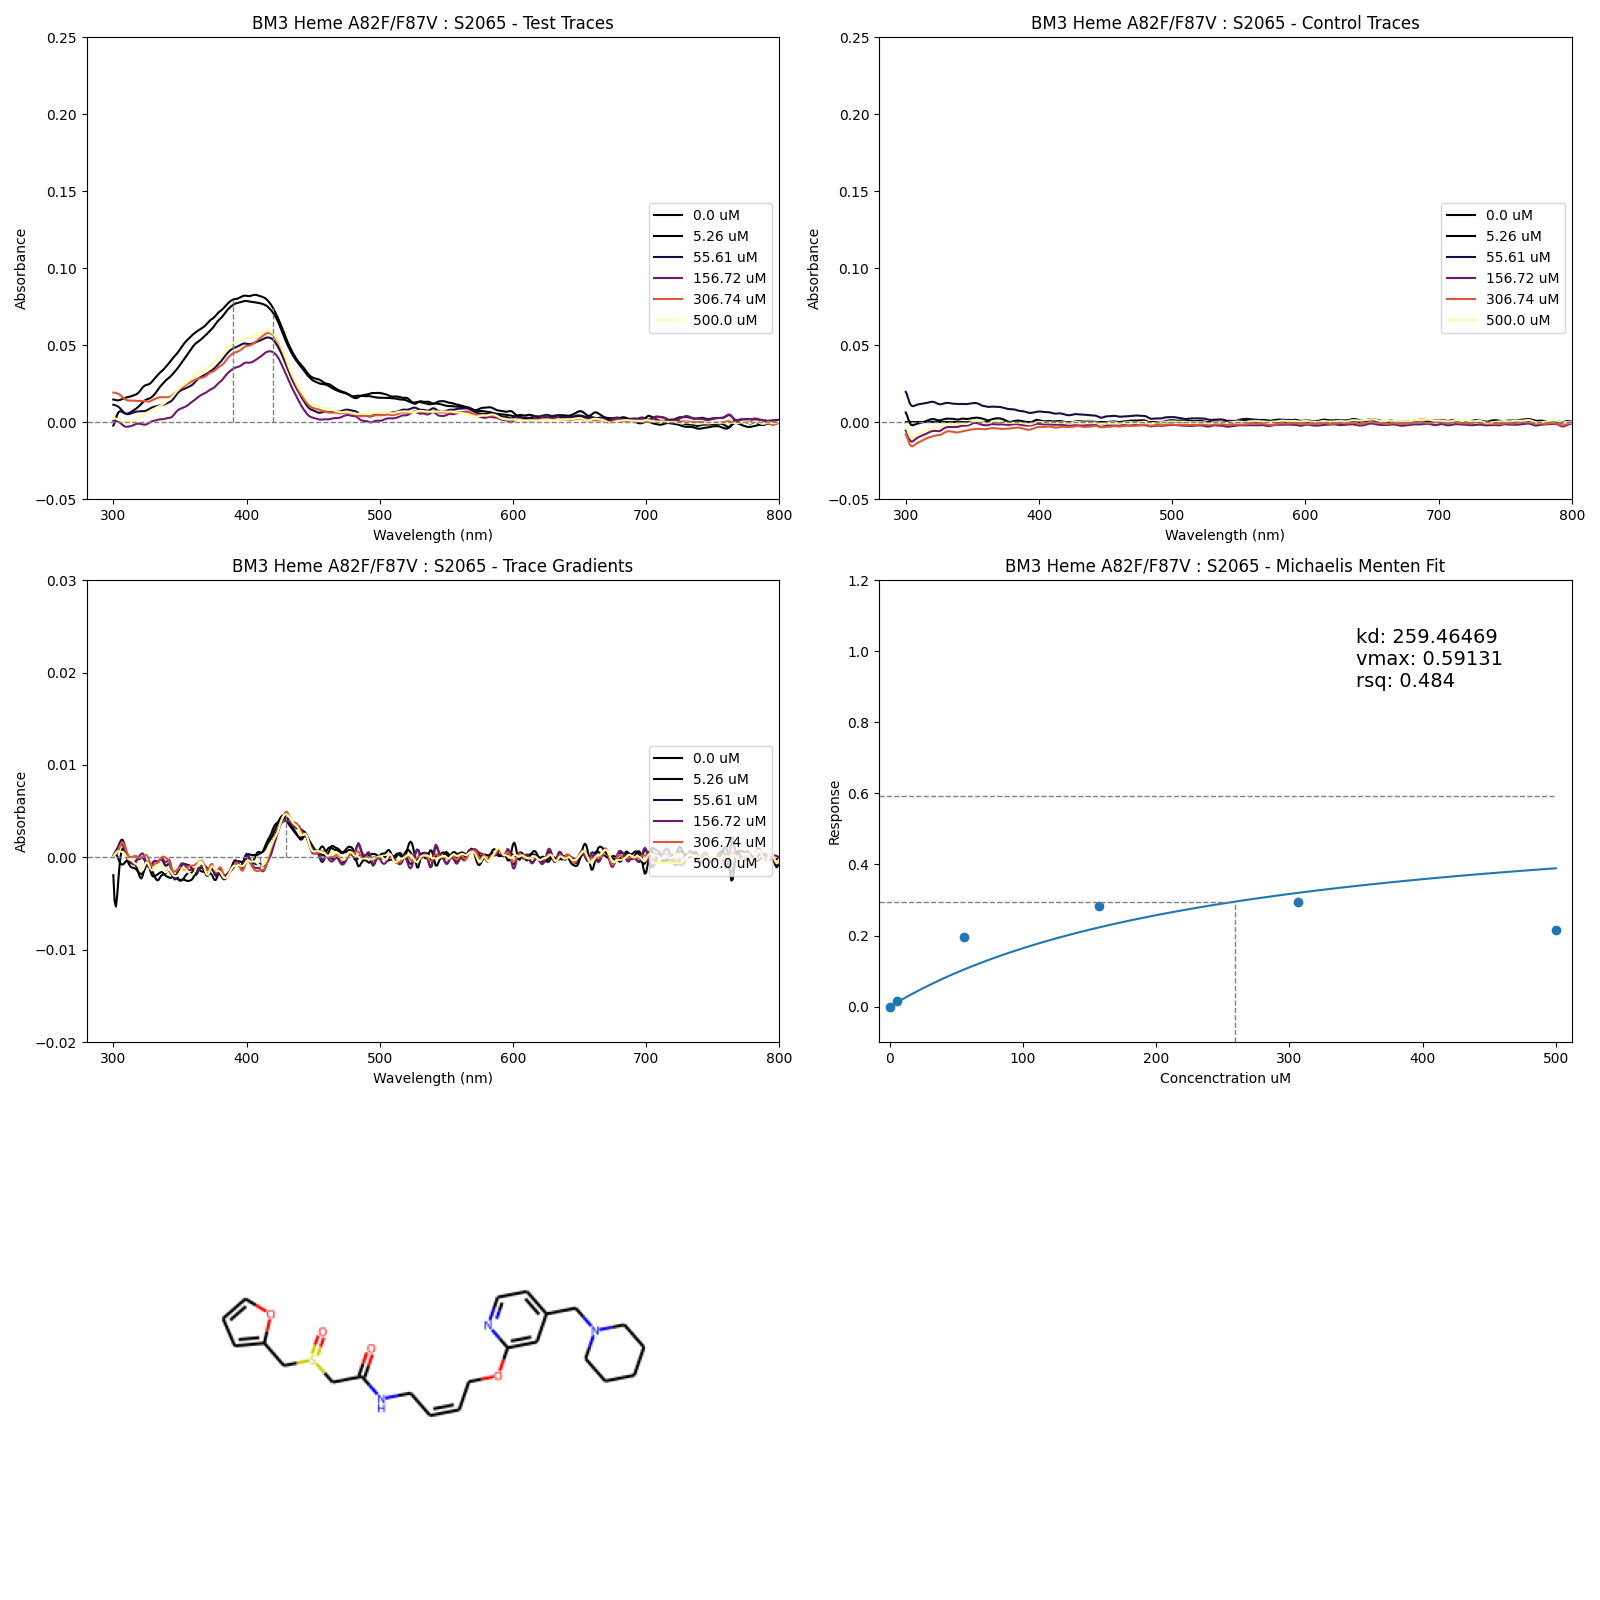 BM3 Heme A82F/F87V : S2065 - Test Traces
0.25
0.20
0.15
0.10
0.05
0.00
−0.05
Absorbance
300 400 500 600 700 800
Wavelength (nm)
0.0 uM
5.26 uM
55.61 uM
156.72 uM
306.74 uM
500.0 uM
BM3 Heme A82F/F87V : S2065 - Control Traces
0.25
0.20
0.15
0.10
0.05
0.00
−0.05
Absorbance
300 400 500 600 700 800
Wavelength (nm)
0.0 uM
5.26 uM
55.61 uM
156.72 uM
306.74 uM
500.0 uM
BM3 Heme A82F/F87V : S2065 - Trace Gradients
0.03
0.02
0.01
0.00
−0.01
−0.02
Absorbance
300 400 500 600 700 800
Wavelength (nm)
0.0 uM
5.26 uM
55.61 uM
156.72 uM
306.74 uM
500.0 uM
BM3 Heme A82F/F87V : S2065 - Michaelis Menten Fit
1.2
1.0
0.8
0.6
0.4
0.2
0.0
Response
kd: 259.46469
vmax: 0.59131
rsq: 0.484
0 100 200 300 400 500
Concenctration uM
O
O
S
O
N
H
O
N
N